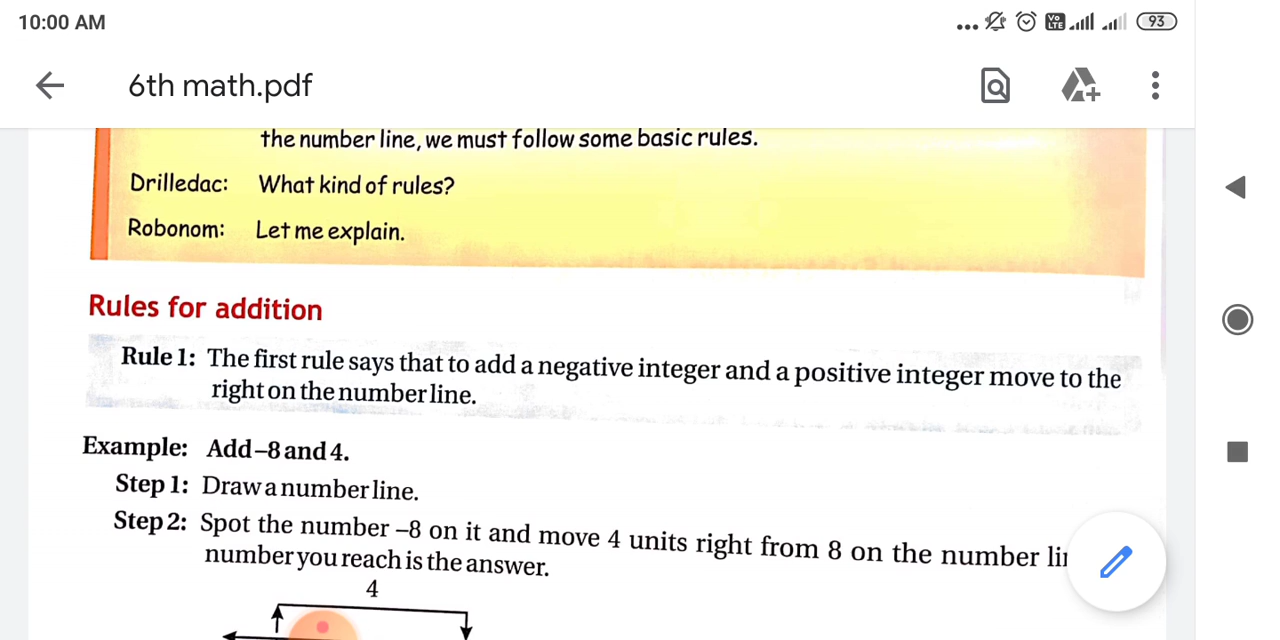 10:00 AM
Vo LTE
93
6th math.pdf
the number line, we must follow some basic rules.
Drilledac: What kind of rules?
Robonom: Let me explain.
Rules for addition
Rule 1: The first rule says that to add a negative integer and a positive integer move to the
right on the number line.
Example: Add –8 and 4.
Step 1: Draw a number line.
Step 2: Spot the number –8 on it and move 4 units right from 8 on the number
number you reach is the answer.
4